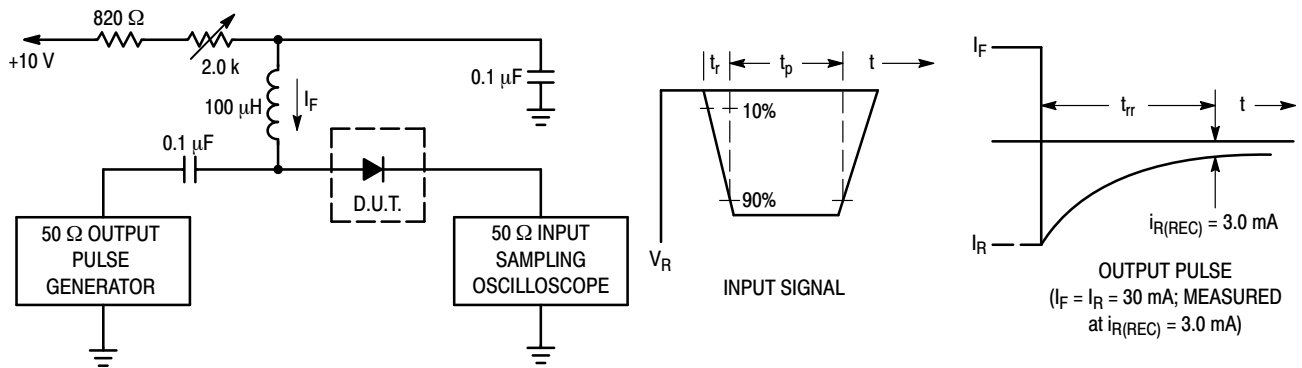 820 Ω
+10 V
2.0 k
0.1 μF
100 μH
I_F
0.1 μF
D.U.T.
50 Ω OUTPUT
PULSE
GENERATOR
50 Ω INPUT
SAMPLING
OSCILLOSCOPE
t_r
t_p
t
10%
90%
V_R
INPUT SIGNAL
I_F
t_rr
t
i_R(REC) = 3.0 mA
I_R
OUTPUT PULSE
(I_F = I_R = 30 mA; MEASURED
at i_R(REC) = 3.0 mA)